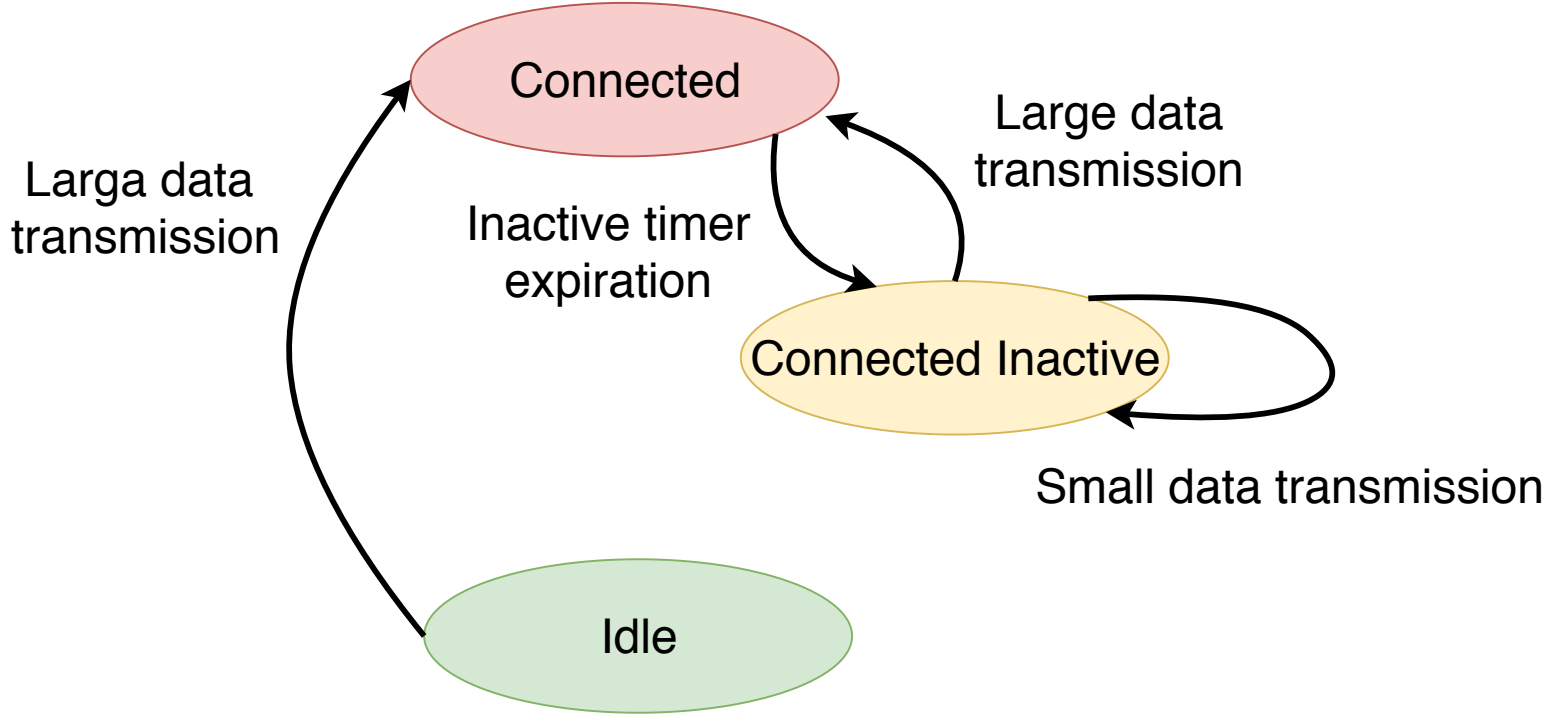 Connected
Large data
transmission
Larga data
transmission
Inactive timer
expiration
Connected Inactive
Small data transmission
Idle